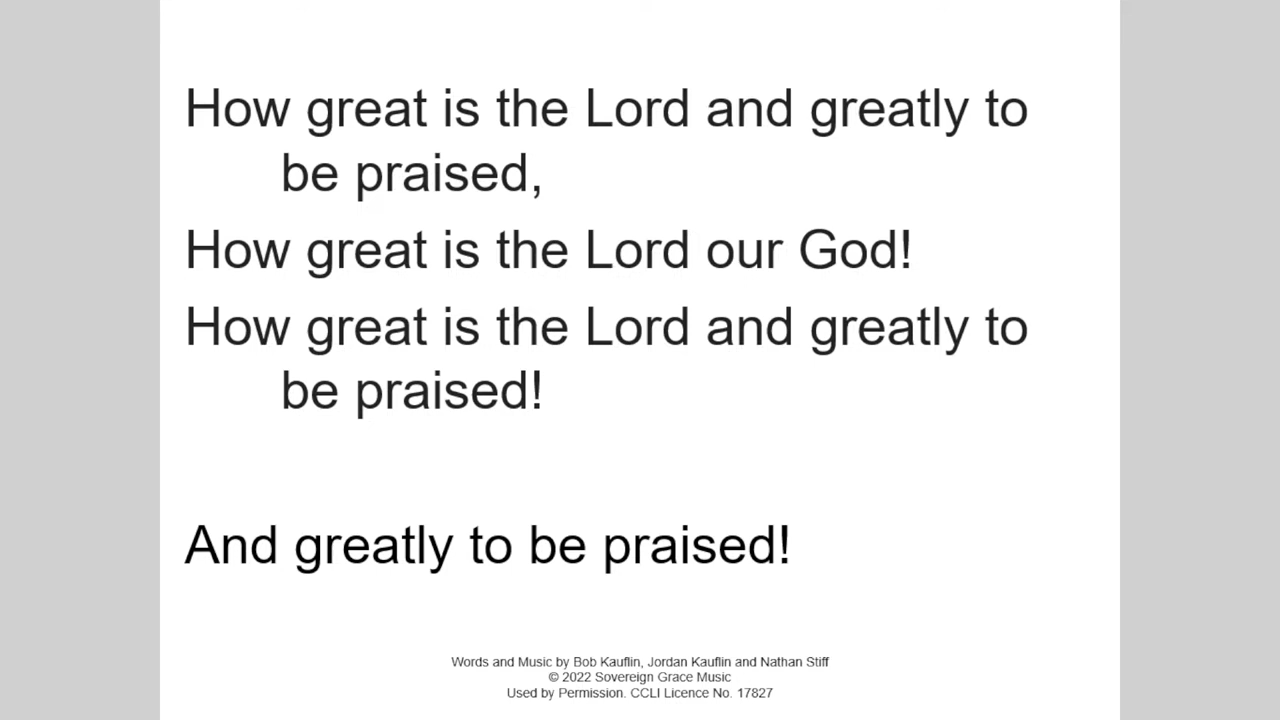 How great is the Lord and greatly to
be praised,
How great is the Lord our God!
How great is the Lord and greatly to
be praised!
And greatly to be praised!
Words and Music by Bob Kauflin, Jordan Kauflin and Nathan Stiff
© 2022 Sovereign Grace Music
Used by Permission. CCLI Licence No. 17827